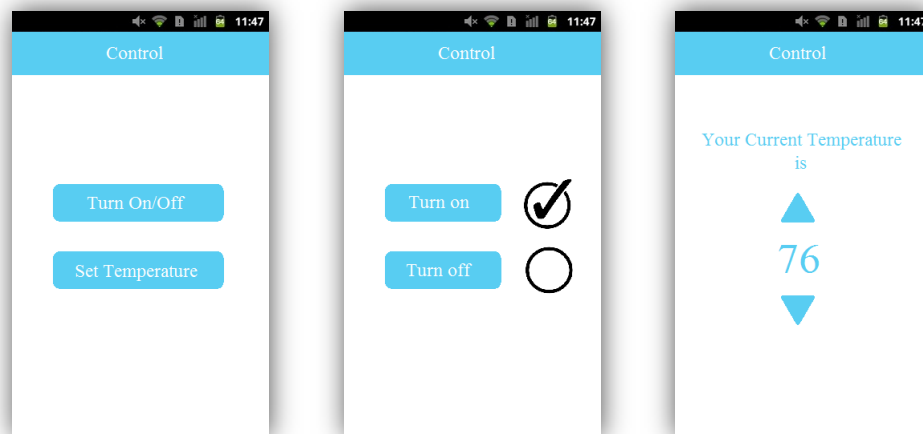 11:47
Control
Turn On/Off
Set Temperature
11:47
Control
Turn on
Turn off
11:47
Control
Your Current Temperature
is
76